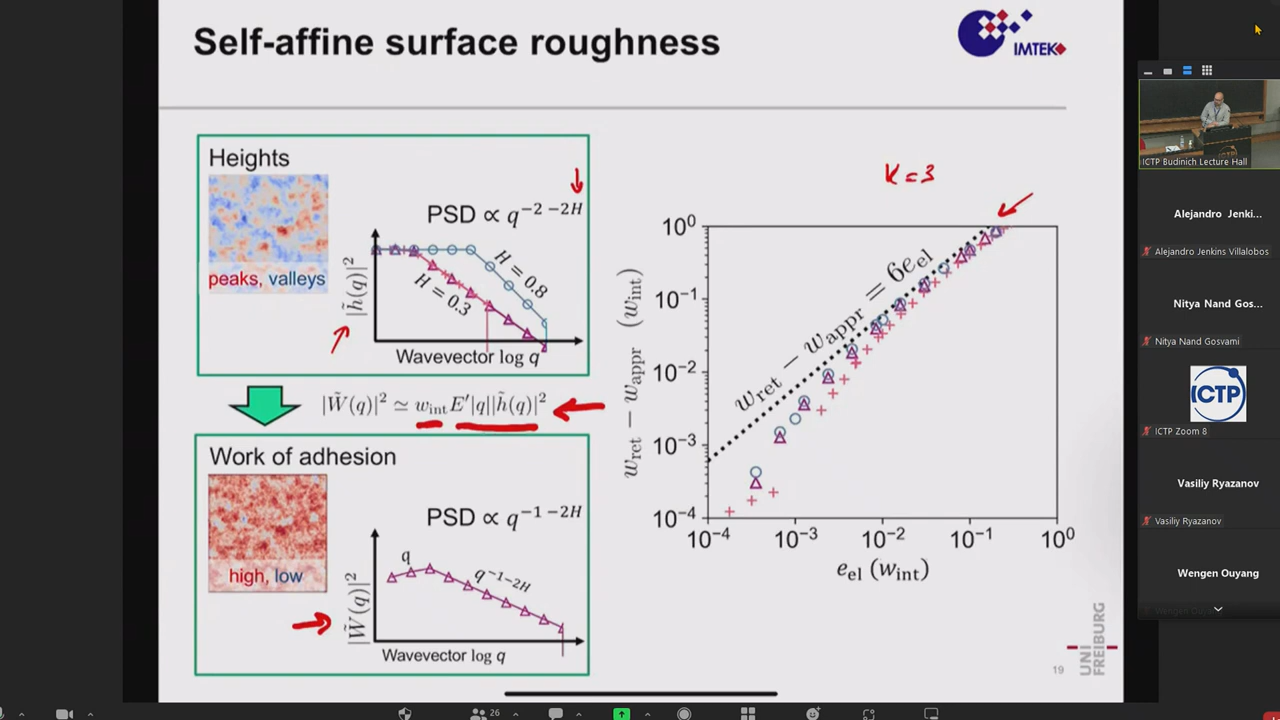 Self-affine surface roughness
IMTEK
Heights
PSD ∝ q^{−2 −2H}
peaks, valleys
|h̃(q)|²
H = 0.8
H = 0.3
Wavevector log q
|W̃(q)|² ≃ w_int E′|q||h̃(q)|²
Work of adhesion
PSD ∝ q^{−1 −2H}
high, low
|W̃(q)|²
q
q^{−1−2H}
Wavevector log q
K = 3
w_ret − w_appr (w_int)
10⁰
10⁻¹
10⁻²
10⁻³
10⁻⁴
w_ret − w_appr = 6e_el
10⁻⁴ 10⁻³ 10⁻² 10⁻¹ 10⁰
e_el (w_int)
19
UNI
FREIBURG
ICTP Budinich Lecture Hall
Alejandro Jenki...
Alejandro Jenkins Villalobos
Nitya Nand Gos...
Nitya Nand Gosvami
ICTP
ICTP Zoom 8
Vasiliy Ryazanov
Vasiliy Ryazanov
Wengen Ouyang
Wengen Ouyang
26